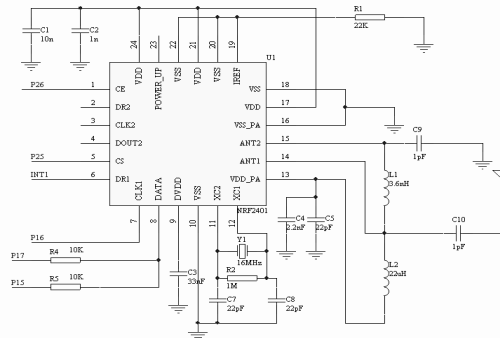 C1
10n
C2
1n
R1
22K
24
23
22
21
20
19
U1
VDD
POWER_UP
VSS
VDD
VSS
IREF
P26
1
CE
VSS
18
2
DR2
VDD
17
3
CLK2
VSS_PA
16
4
DOUT2
ANT2
15
P25
5
CS
ANT1
14
INT1
6
DR1
VDD_PA
13
CLK1
DATA
DVDD
VSS
XC2
XC1
NRF2401
7
8
9
10
11
12
C9
1pF
L1
3.6nH
C10
1pF
L2
22nH
C4
2.2nF
C5
22pF
P16
P17
R4
10K
P15
R5
10K
C3
33nF
Y1
16MHz
R2
1M
C7
22pF
C8
22pF